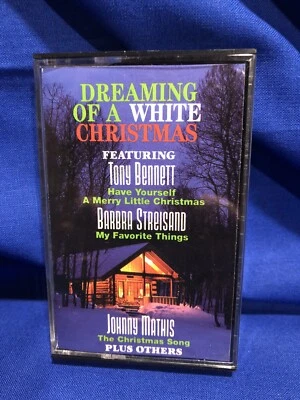 DREAMING
OF A WHITE
CHRISTMAS
FEATURING
Tony Bennett
Have Yourself
A Merry Little Christmas
Barbra Streisand
My Favorite Things
Johnny Mathis
The Christmas Song
PLUS OTHERS